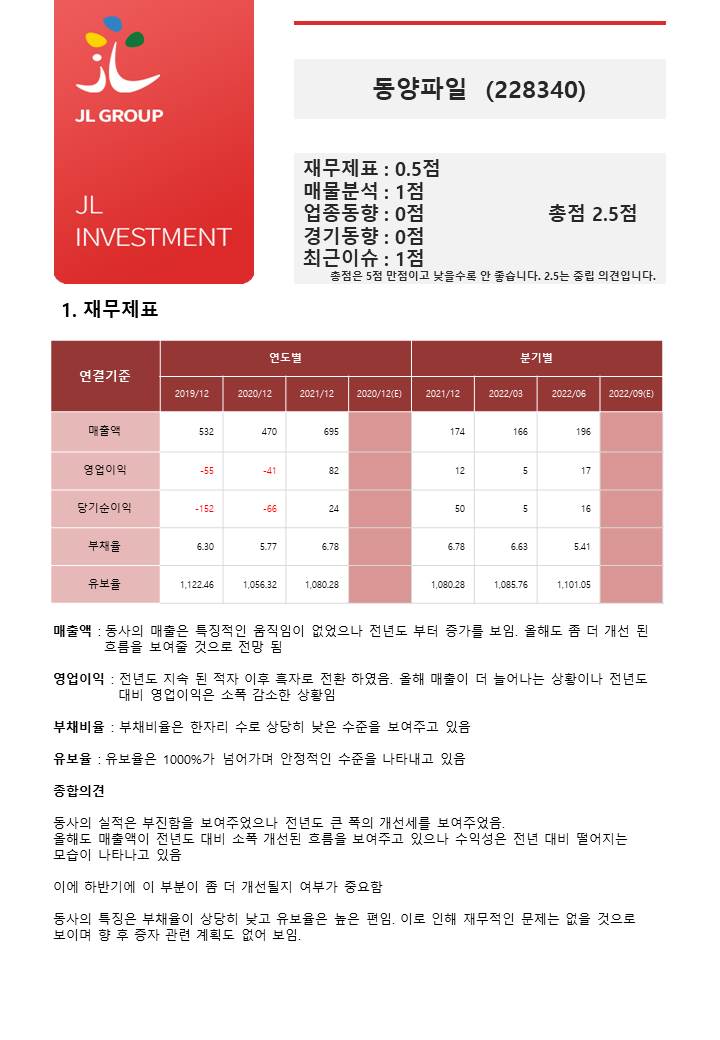 JL GROUP
JL
INVESTMENT
동양파일 (228340)
재무제표 : 0.5점
매물분석 : 1점
업종동향 : 0점 총점 2.5점
경기동향 : 0점
최근이슈 : 1점
총점은 5점 만점이고 낮을수록 안 좋습니다. 2.5는 중립 의견입니다.
1. 재무제표
연결기준 연도별 분기별
2019/12 2020/12 2021/12 2020/12(E) 2021/12 2022/03 2022/06 2022/09(E)
매출액 532 470 695 174 166 196
영업이익 -55 -41 82 12 5 17
당기순이익 -152 -66 24 50 5 16
부채율 6.30 5.77 6.78 6.78 6.63 5.41
유보율 1,122.46 1,056.32 1,080.28 1,080.28 1,085.76 1,101.05
매출액 : 동사의 매출은 특징적인 움직임이 없었으나 전년도 부터 증가를 보임. 올해도 좀 더 개선 된
흐름을 보여줄 것으로 전망 됨
영업이익 : 전년도 지속 된 적자 이후 흑자로 전환 하였음. 올해 매출이 더 늘어나는 상황이나 전년도
대비 영업이익은 소폭 감소한 상황임
부채비율 : 부채비율은 한자리 수로 상당히 낮은 수준을 보여주고 있음
유보율 : 유보율은 1000%가 넘어가며 안정적인 수준을 나타내고 있음
종합의견
동사의 실적은 부진함을 보여주었으나 전년도 큰 폭의 개선세를 보여주었음.
올해도 매출액이 전년도 대비 소폭 개선된 흐름을 보여주고 있으나 수익성은 전년 대비 떨어지는
모습이 나타나고 있음
이에 하반기에 이 부분이 좀 더 개선될지 여부가 중요함
동사의 특징은 부채율이 상당히 낮고 유보율은 높은 편임. 이로 인해 재무적인 문제는 없을 것으로
보이며 향 후 증자 관련 계획도 없어 보임.